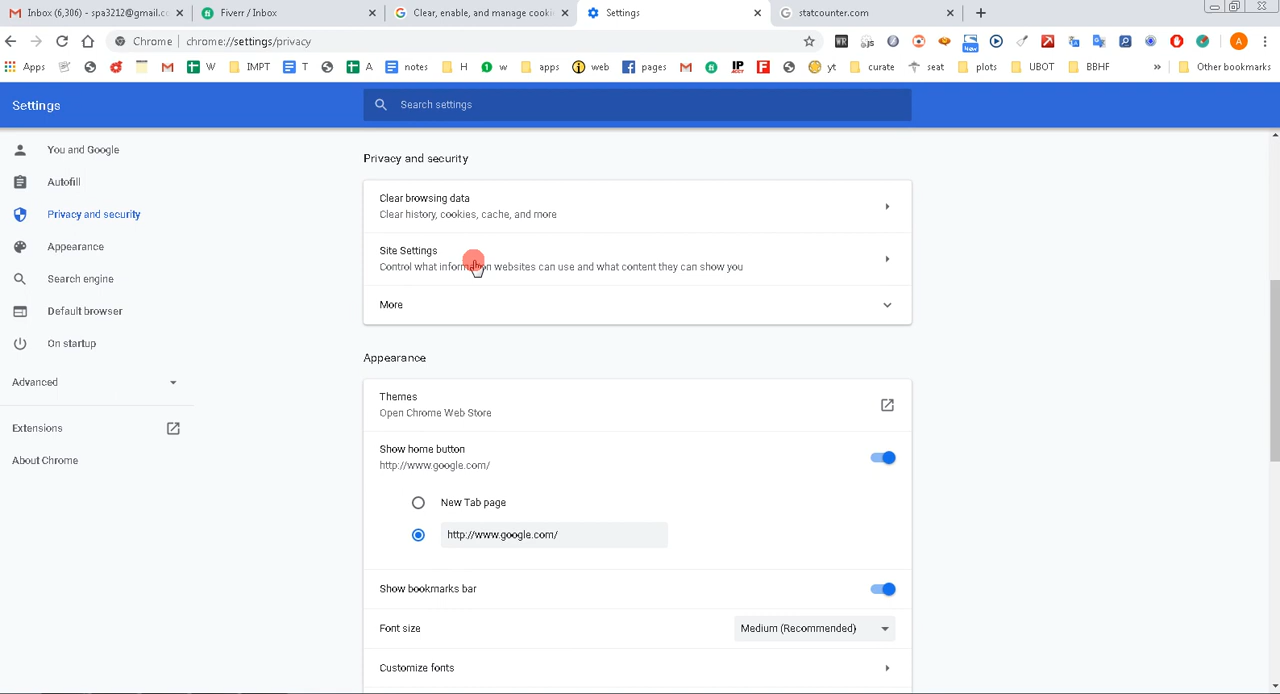 Inbox (6,306) - spa3212@gmail.c
Fiverr / Inbox
Clear, enable, and manage cooki
Settings
statcounter.com
Chrome
chrome://settings/privacy
Apps
W
IMPT
T
A
notes
H
w
apps
web
pages
IP
yt
curate
seat
plots
UBOT
BBHF
Other bookmarks
Settings
Search settings
You and Google
Autofill
Privacy and security
Appearance
Search engine
Default browser
On startup
Advanced
Extensions
About Chrome
Privacy and security
Clear browsing data
Clear history, cookies, cache, and more
Site Settings
Control what information websites can use and what content they can show you
More
Appearance
Themes
Open Chrome Web Store
Show home button
http://www.google.com/
New Tab page
http://www.google.com/
Show bookmarks bar
Font size
Medium (Recommended)
Customize fonts